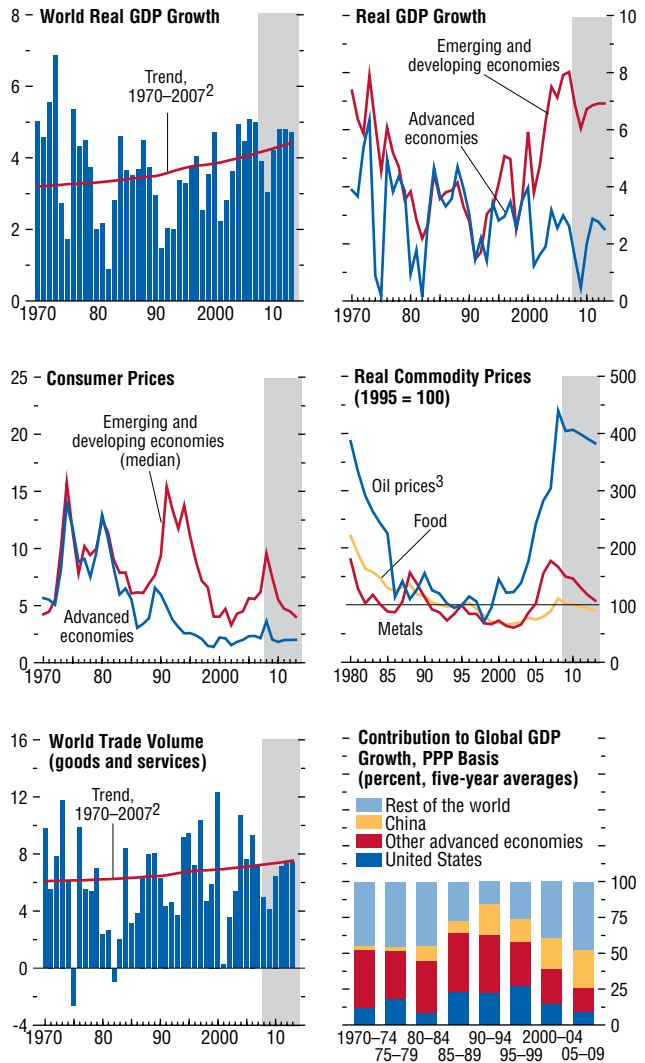 World Real GDP Growth
8
6
4
2
0
Trend,
1970–2007²
1970 80 90 2000 10
Real GDP Growth
10
8
6
4
2
0
Emerging and
developing economies
Advanced
economies
1970 80 90 2000 10
Consumer Prices
25
20
15
10
5
0
Emerging and
developing economies
(median)
Advanced
economies
1970 80 90 2000 10
Real Commodity Prices
(1995 = 100)
500
400
300
200
100
0
Oil prices³
Food
Metals
1980 85 90 95 2000 05 10
World Trade Volume
(goods and services)
16
12
8
4
0
-4
Trend,
1970–2007²
1970 80 90 2000 10
Contribution to Global GDP
Growth, PPP Basis
(percent, five-year averages)
Rest of the world
China
Other advanced economies
United States
100
75
50
25
0
1970–74 80–84 90–94 2000–04
75–79 85–89 95–99 05–09